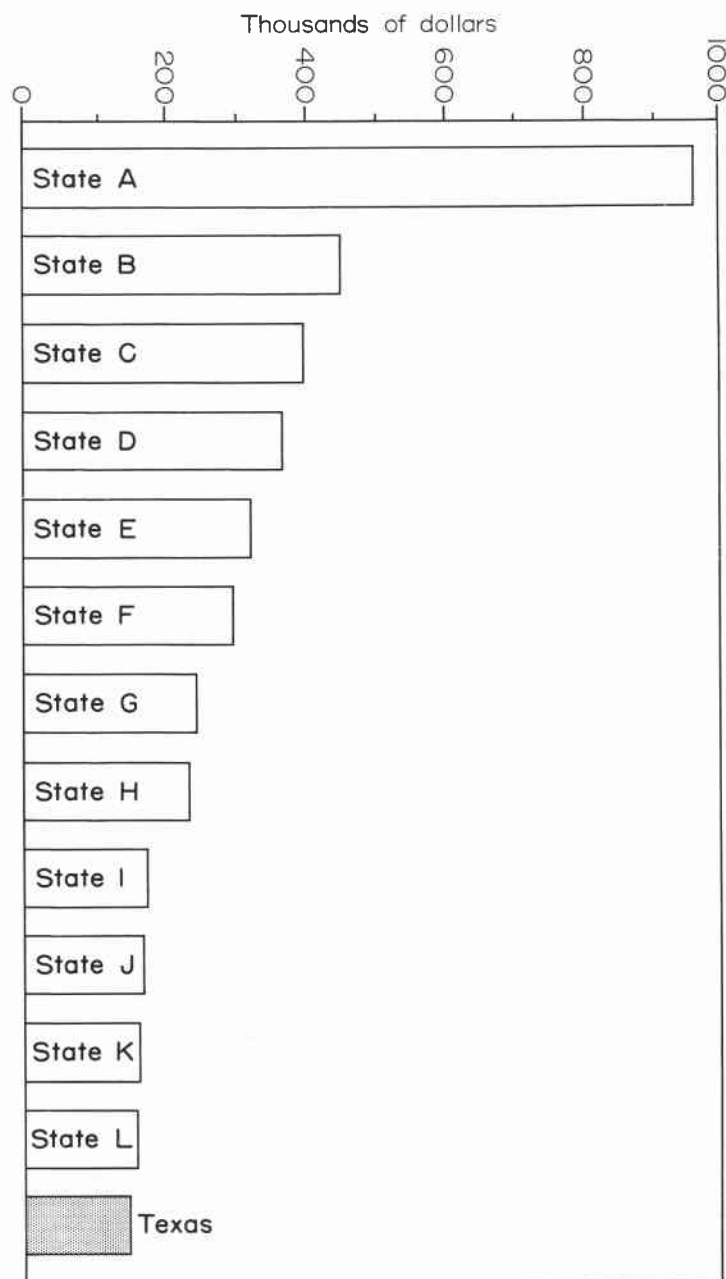 Thousands of dollars
0 200 400 600 800 1000
State A
State B
State C
State D
State E
State F
State G
State H
State I
State J
State K
State L
Texas